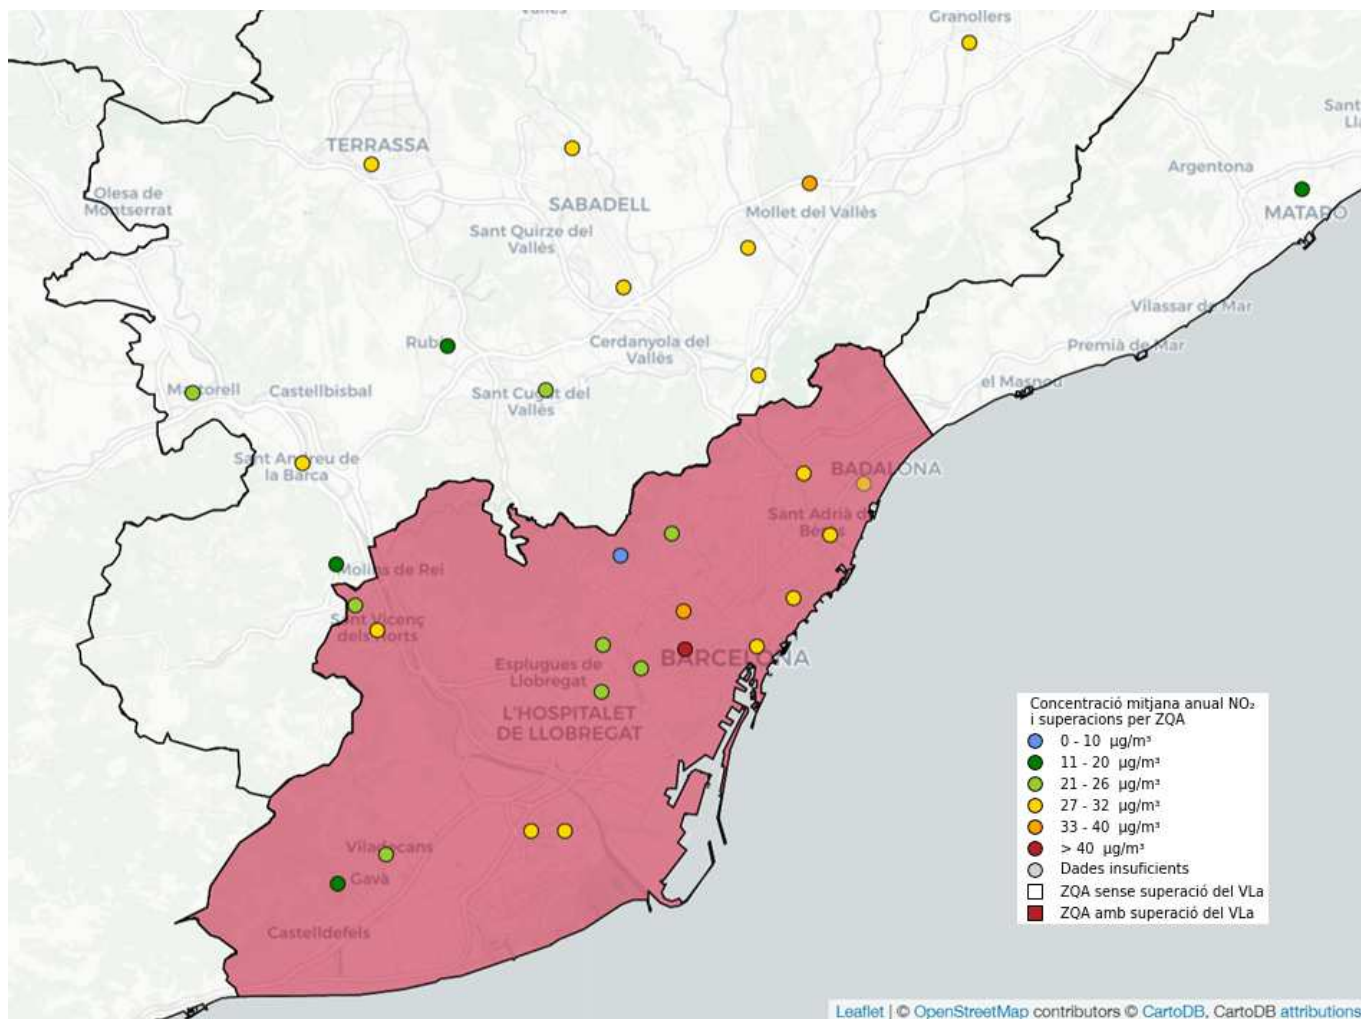 Vallès
Granollers
TERRASSA
Sant
Ll
Argentona
Olesa de
Montserrat
SABADELL
Mollet del Vallès
MATARÓ
Sant Quirze del
Vallès
Vilassar de Mar
Rubí
Cerdanyola del
Vallès
Premià de Mar
Martorell
Castellbisbal
Sant Cugat del
Vallès
el Masnou
Sant Andreu de
la Barca
BADALONA
Sant Adrià de
Besòs
Molins de Rei
Sant Vicenç
dels Horts
BARCELONA
Esplugues de
Llobregat
L'HOSPITALET
DE LLOBREGAT
Viladecans
Gavà
Castelldefels
Concentració mitjana anual NO₂
i superacions per ZQA
0 - 10 µg/m³
11 - 20 µg/m³
21 - 26 µg/m³
27 - 32 µg/m³
33 - 40 µg/m³
> 40 µg/m³
Dades insuficients
ZQA sense superació del VLa
ZQA amb superació del VLa
Leaflet | © OpenStreetMap contributors © CartoDB, CartoDB attributions